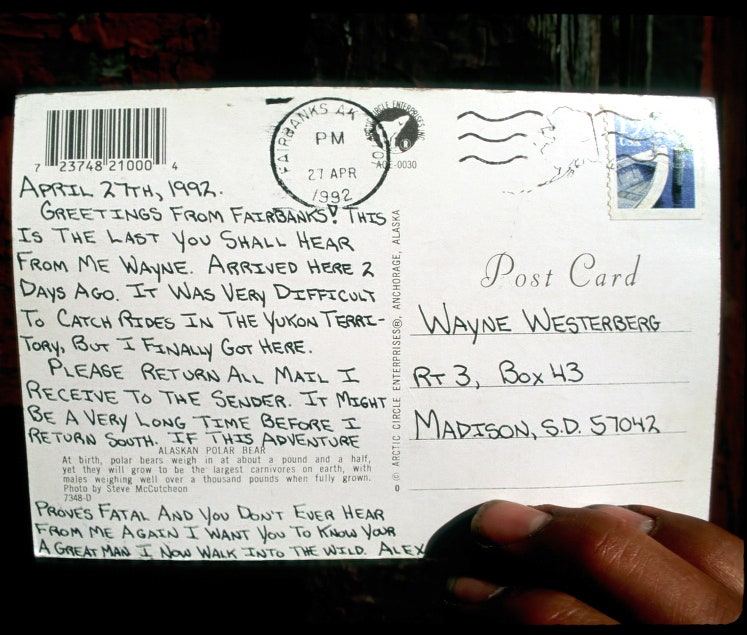 7 23748 21000 4
FAIRBANKS AK
PM
27 APR
1992
CIRCLE ENTERPRISES
ACE-0030
APRIL 27TH, 1992.
GREETINGS FROM FAIRBANKS! THIS
IS THE LAST YOU SHALL HEAR
FROM ME WAYNE. ARRIVED HERE 2
DAYS AGO. IT WAS VERY DIFFICULT
TO CATCH RIDES IN THE YUKON TERRI-
TORY, BUT I FINALLY GOT HERE.
PLEASE RETURN ALL MAIL I
RECEIVE TO THE SENDER. IT MIGHT
BE A VERY LONG TIME BEFORE I
RETURN SOUTH. IF THIS ADVENTURE
ALASKAN POLAR BEAR
At birth, polar bears weigh in at about a pound and a half,
yet they will grow to be the largest carnivores on earth, with
males weighing well over a thousand pounds when fully grown.
Photo by Steve McCutcheon
7348-D
PROVES FATAL AND YOU DON'T EVER HEAR
FROM ME AGAIN I WANT YOU TO KNOW YOUR
A GREAT MAN I NOW WALK INTO THE WILD. ALEX
© ARCTIC CIRCLE ENTERPRISES®, ANCHORAGE, ALASKA
Post Card
WAYNE WESTERBERG
RT 3, BOX 43
MADISON, S.D. 57042